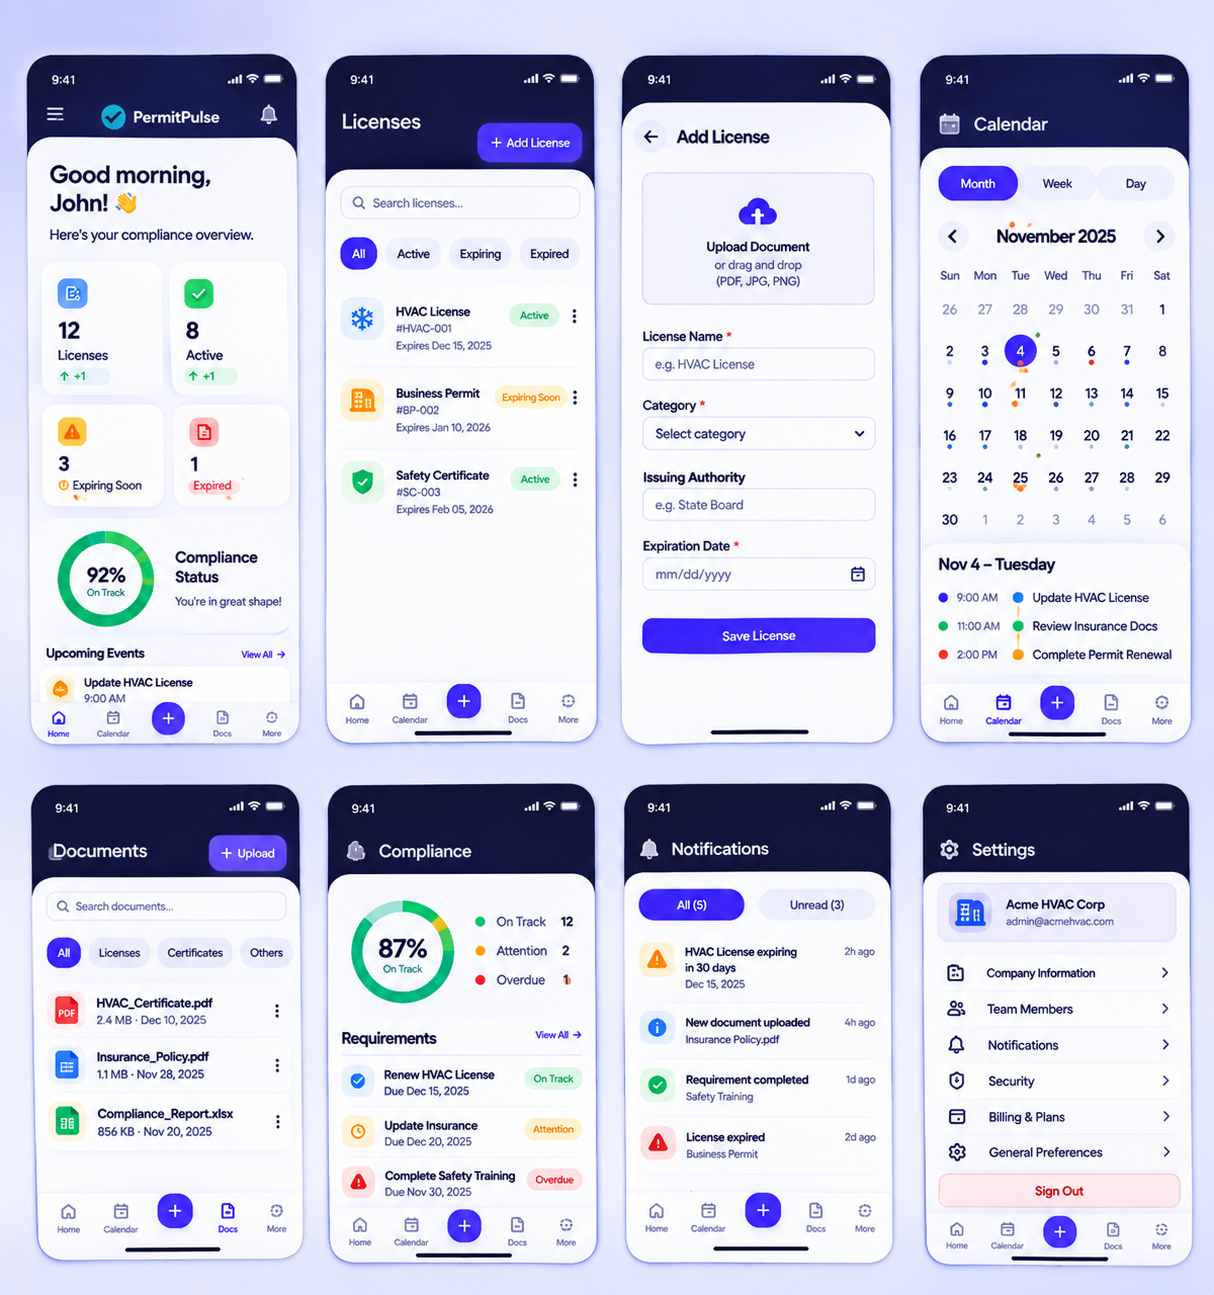 9:41
PermitPulse
Good morning,
John! 👋
Here's your compliance overview.
12
Licenses
↑ +1
8
Active
↑ +1
3
Expiring Soon
1
Expired
92%
On Track
Compliance
Status
You're in great shape!
Upcoming Events
View All →
Update HVAC License
9:00 AM
Home
Calendar
+
Docs
More
9:41
Licenses
+ Add License
Search licenses...
All
Active
Expiring
Expired
HVAC License
#HVAC-001
Expires Dec 15, 2025
Active
Business Permit
#BP-002
Expires Jan 10, 2026
Expiring Soon
Safety Certificate
#SC-003
Expires Feb 05, 2026
Active
Home
Calendar
+
Docs
More
9:41
← Add License
Upload Document
or drag and drop
(PDF, JPG, PNG)
License Name *
e.g. HVAC License
Category *
Select category
Issuing Authority
e.g. State Board
Expiration Date *
mm/dd/yyyy
Save License
9:41
Calendar
Month
Week
Day
November 2025
Sun Mon Tue Wed Thu Fri Sat
26 27 28 29 30 31 1
2 3 4 5 6 7 8
9 10 11 12 13 14 15
16 17 18 19 20 21 22
23 24 25 26 27 28 29
30 1 2 3 4 5 6
Nov 4 – Tuesday
9:00 AM Update HVAC License
11:00 AM Review Insurance Docs
2:00 PM Complete Permit Renewal
Home
Calendar
+
Docs
More
9:41
Documents
+ Upload
Search documents...
All
Licenses
Certificates
Others
PDF
HVAC_Certificate.pdf
2.4 MB · Dec 10, 2025
Insurance_Policy.pdf
1.1 MB · Nov 28, 2025
Compliance_Report.xlsx
856 KB · Nov 20, 2025
Home
Calendar
+
Docs
More
9:41
Compliance
87%
On Track
On Track 12
Attention 2
Overdue 1
Requirements
View All →
Renew HVAC License
Due Dec 15, 2025
On Track
Update Insurance
Due Dec 20, 2025
Attention
Complete Safety Training
Due Nov 30, 2025
Overdue
Home
Calendar
+
Docs
More
9:41
Notifications
All (5)
Unread (3)
HVAC License expiring
in 30 days
Dec 15, 2025
2h ago
New document uploaded
Insurance Policy.pdf
4h ago
Requirement completed
Safety Training
1d ago
License expired
Business Permit
2d ago
Home
Calendar
+
Docs
More
9:41
Settings
Acme HVAC Corp
admin@acmehvac.com
Company Information
Team Members
Notifications
Security
Billing & Plans
General Preferences
Sign Out
Home
Calendar
+
Docs
More